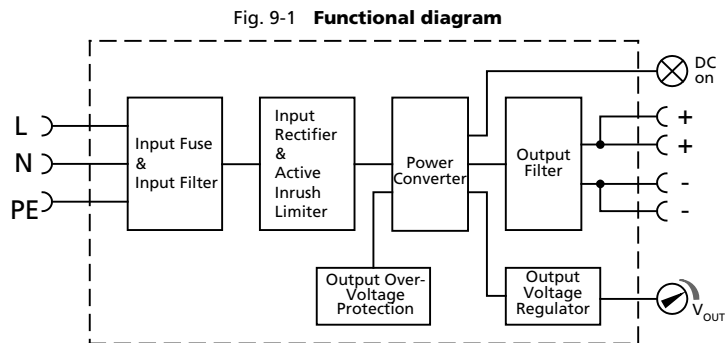 Fig. 9-1 Functional diagram
L
N
PE
Input Fuse
&
Input Filter
Input
Rectifier
&
Active
Inrush
Limiter
Power
Converter
Output
Filter
DC
on
+
+
-
-
Output Over-
Voltage
Protection
Output
Voltage
Regulator
VOUT